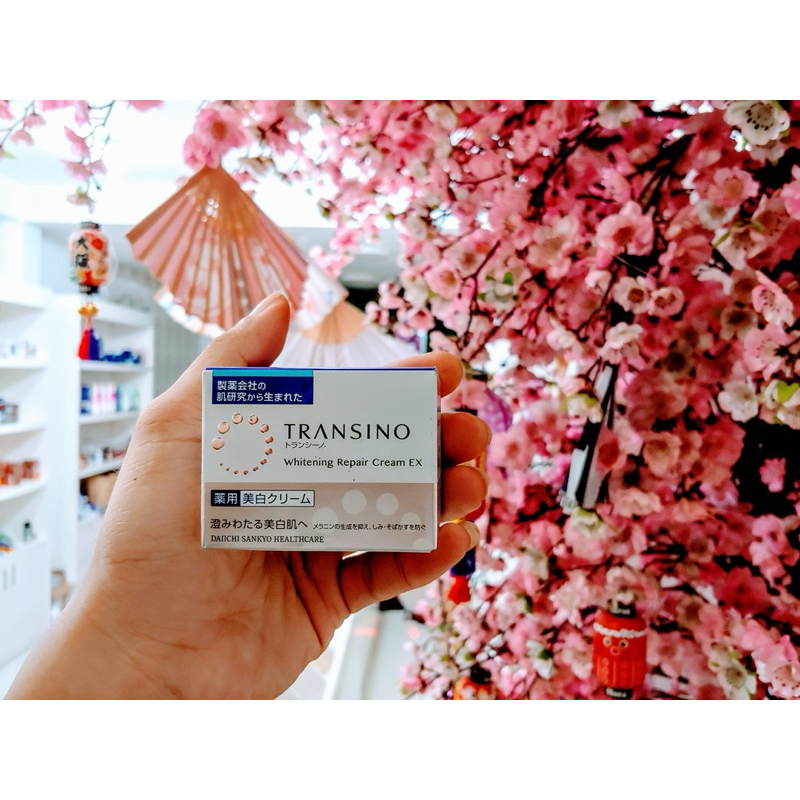 大阪
製薬会社の
肌研究から生まれた
TRANSINO
トランシーノ
Whitening Repair Cream EX
薬用 美白クリーム
澄みわたる美白肌へ メラニンの生成を抑え、しみ・そばかすを防ぐ
DAIICHI SANKYO HEALTHCARE